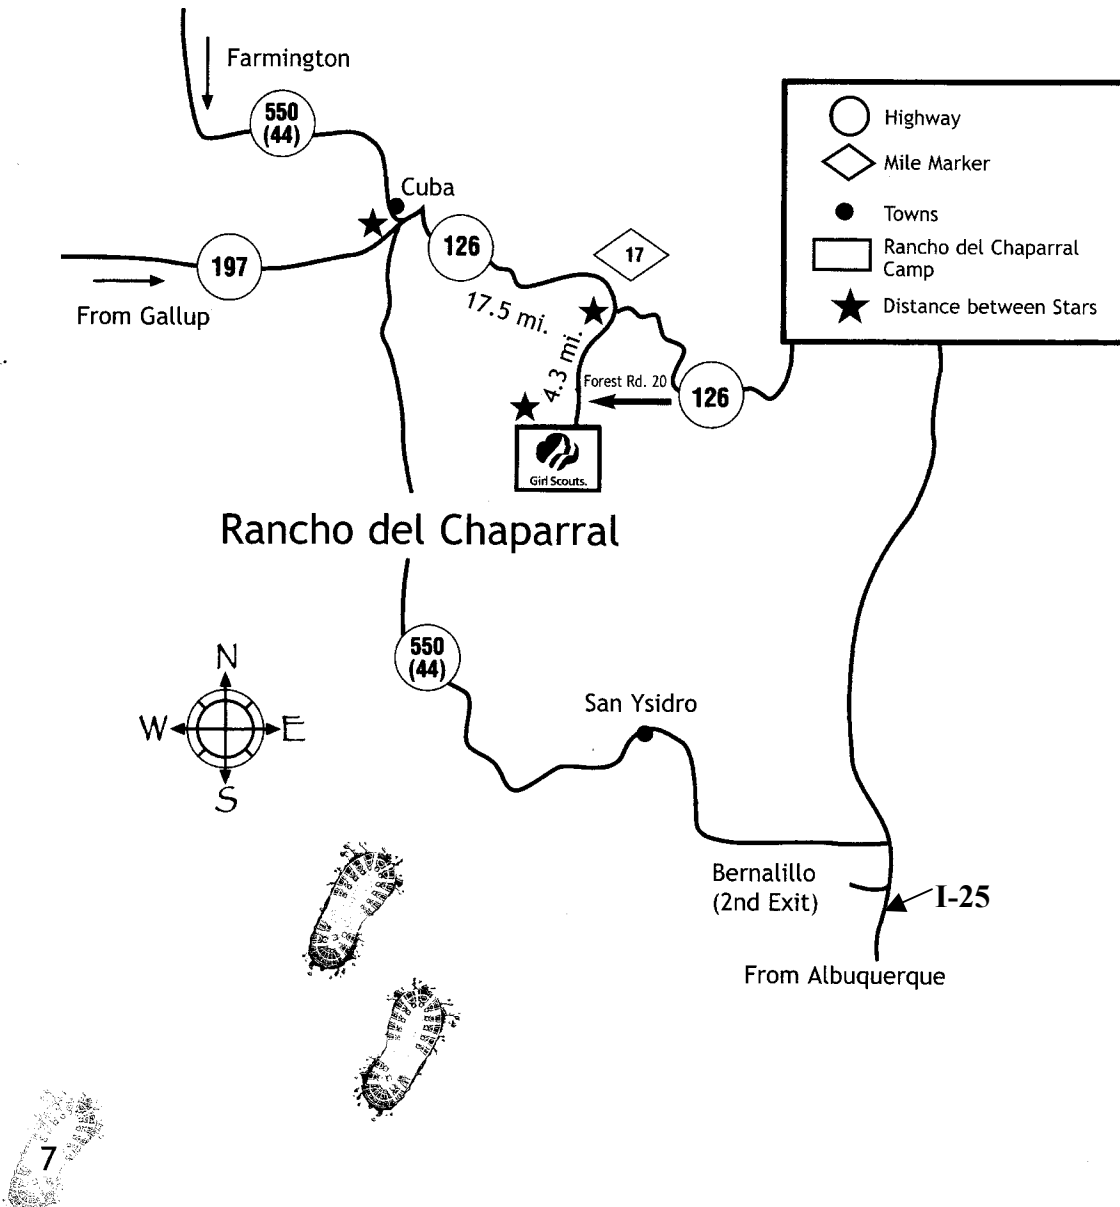 Farmington
550
(44)
Cuba
197
From Gallup
126
17
17.5 mi.
4.3 mi.
Forest Rd. 20
126
Girl Scouts.
Highway
Mile Marker
Towns
Rancho del Chaparral
Camp
Distance between Stars
Rancho del Chaparral
550
(44)
N
W
E
S
San Ysidro
Bernalillo
(2nd Exit)
I-25
From Albuquerque
7